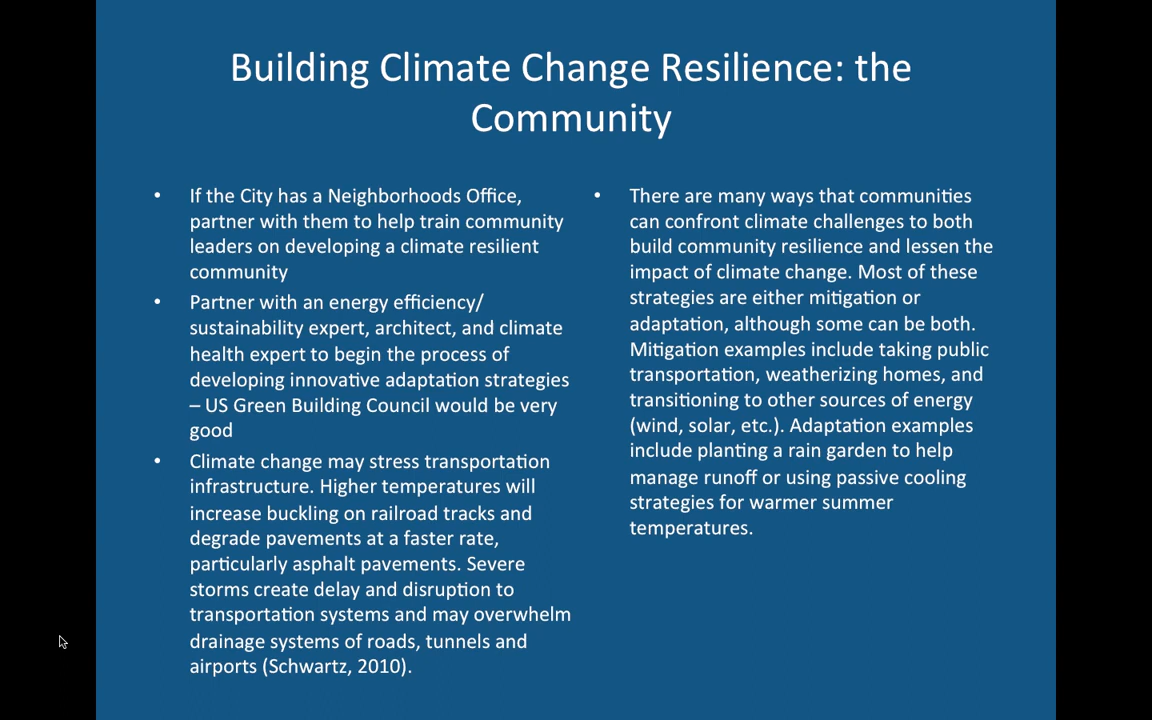 Building Climate Change Resilience: the
Community
• If the City has a Neighborhoods Office,
partner with them to help train community
leaders on developing a climate resilient
community
• Partner with an energy efficiency/
sustainability expert, architect, and climate
health expert to begin the process of
developing innovative adaptation strategies
– US Green Building Council would be very
good
• Climate change may stress transportation
infrastructure. Higher temperatures will
increase buckling on railroad tracks and
degrade pavements at a faster rate,
particularly asphalt pavements. Severe
storms create delay and disruption to
transportation systems and may overwhelm
drainage systems of roads, tunnels and
airports (Schwartz, 2010).
• There are many ways that communities
can confront climate challenges to both
build community resilience and lessen the
impact of climate change. Most of these
strategies are either mitigation or
adaptation, although some can be both.
Mitigation examples include taking public
transportation, weatherizing homes, and
transitioning to other sources of energy
(wind, solar, etc.). Adaptation examples
include planting a rain garden to help
manage runoff or using passive cooling
strategies for warmer summer
temperatures.